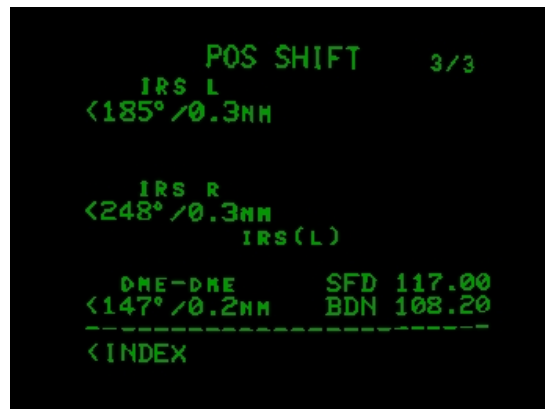 POS SHIFT 3/3
IRS L
<185°/0.3NM
IRS R
<248°/0.3NM
IRS(L)
DME-DME SFD 117.00
<147°/0.2NM BDN 108.20
------------------------
<INDEX